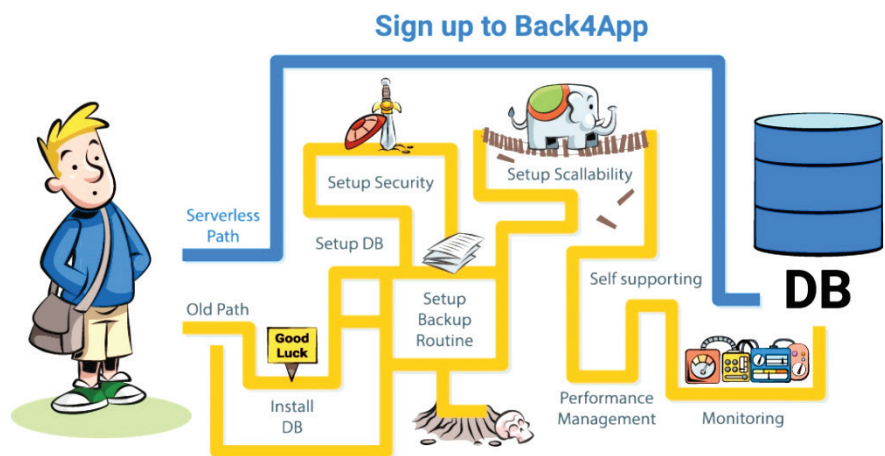 Sign up to Back4App
Setup Security
Setup Scallability
Serverless
Path
Setup DB
Self supporting
DB
Old Path
Setup
Backup
Routine
Good
Luck
Install
DB
Performance
Management
Monitoring